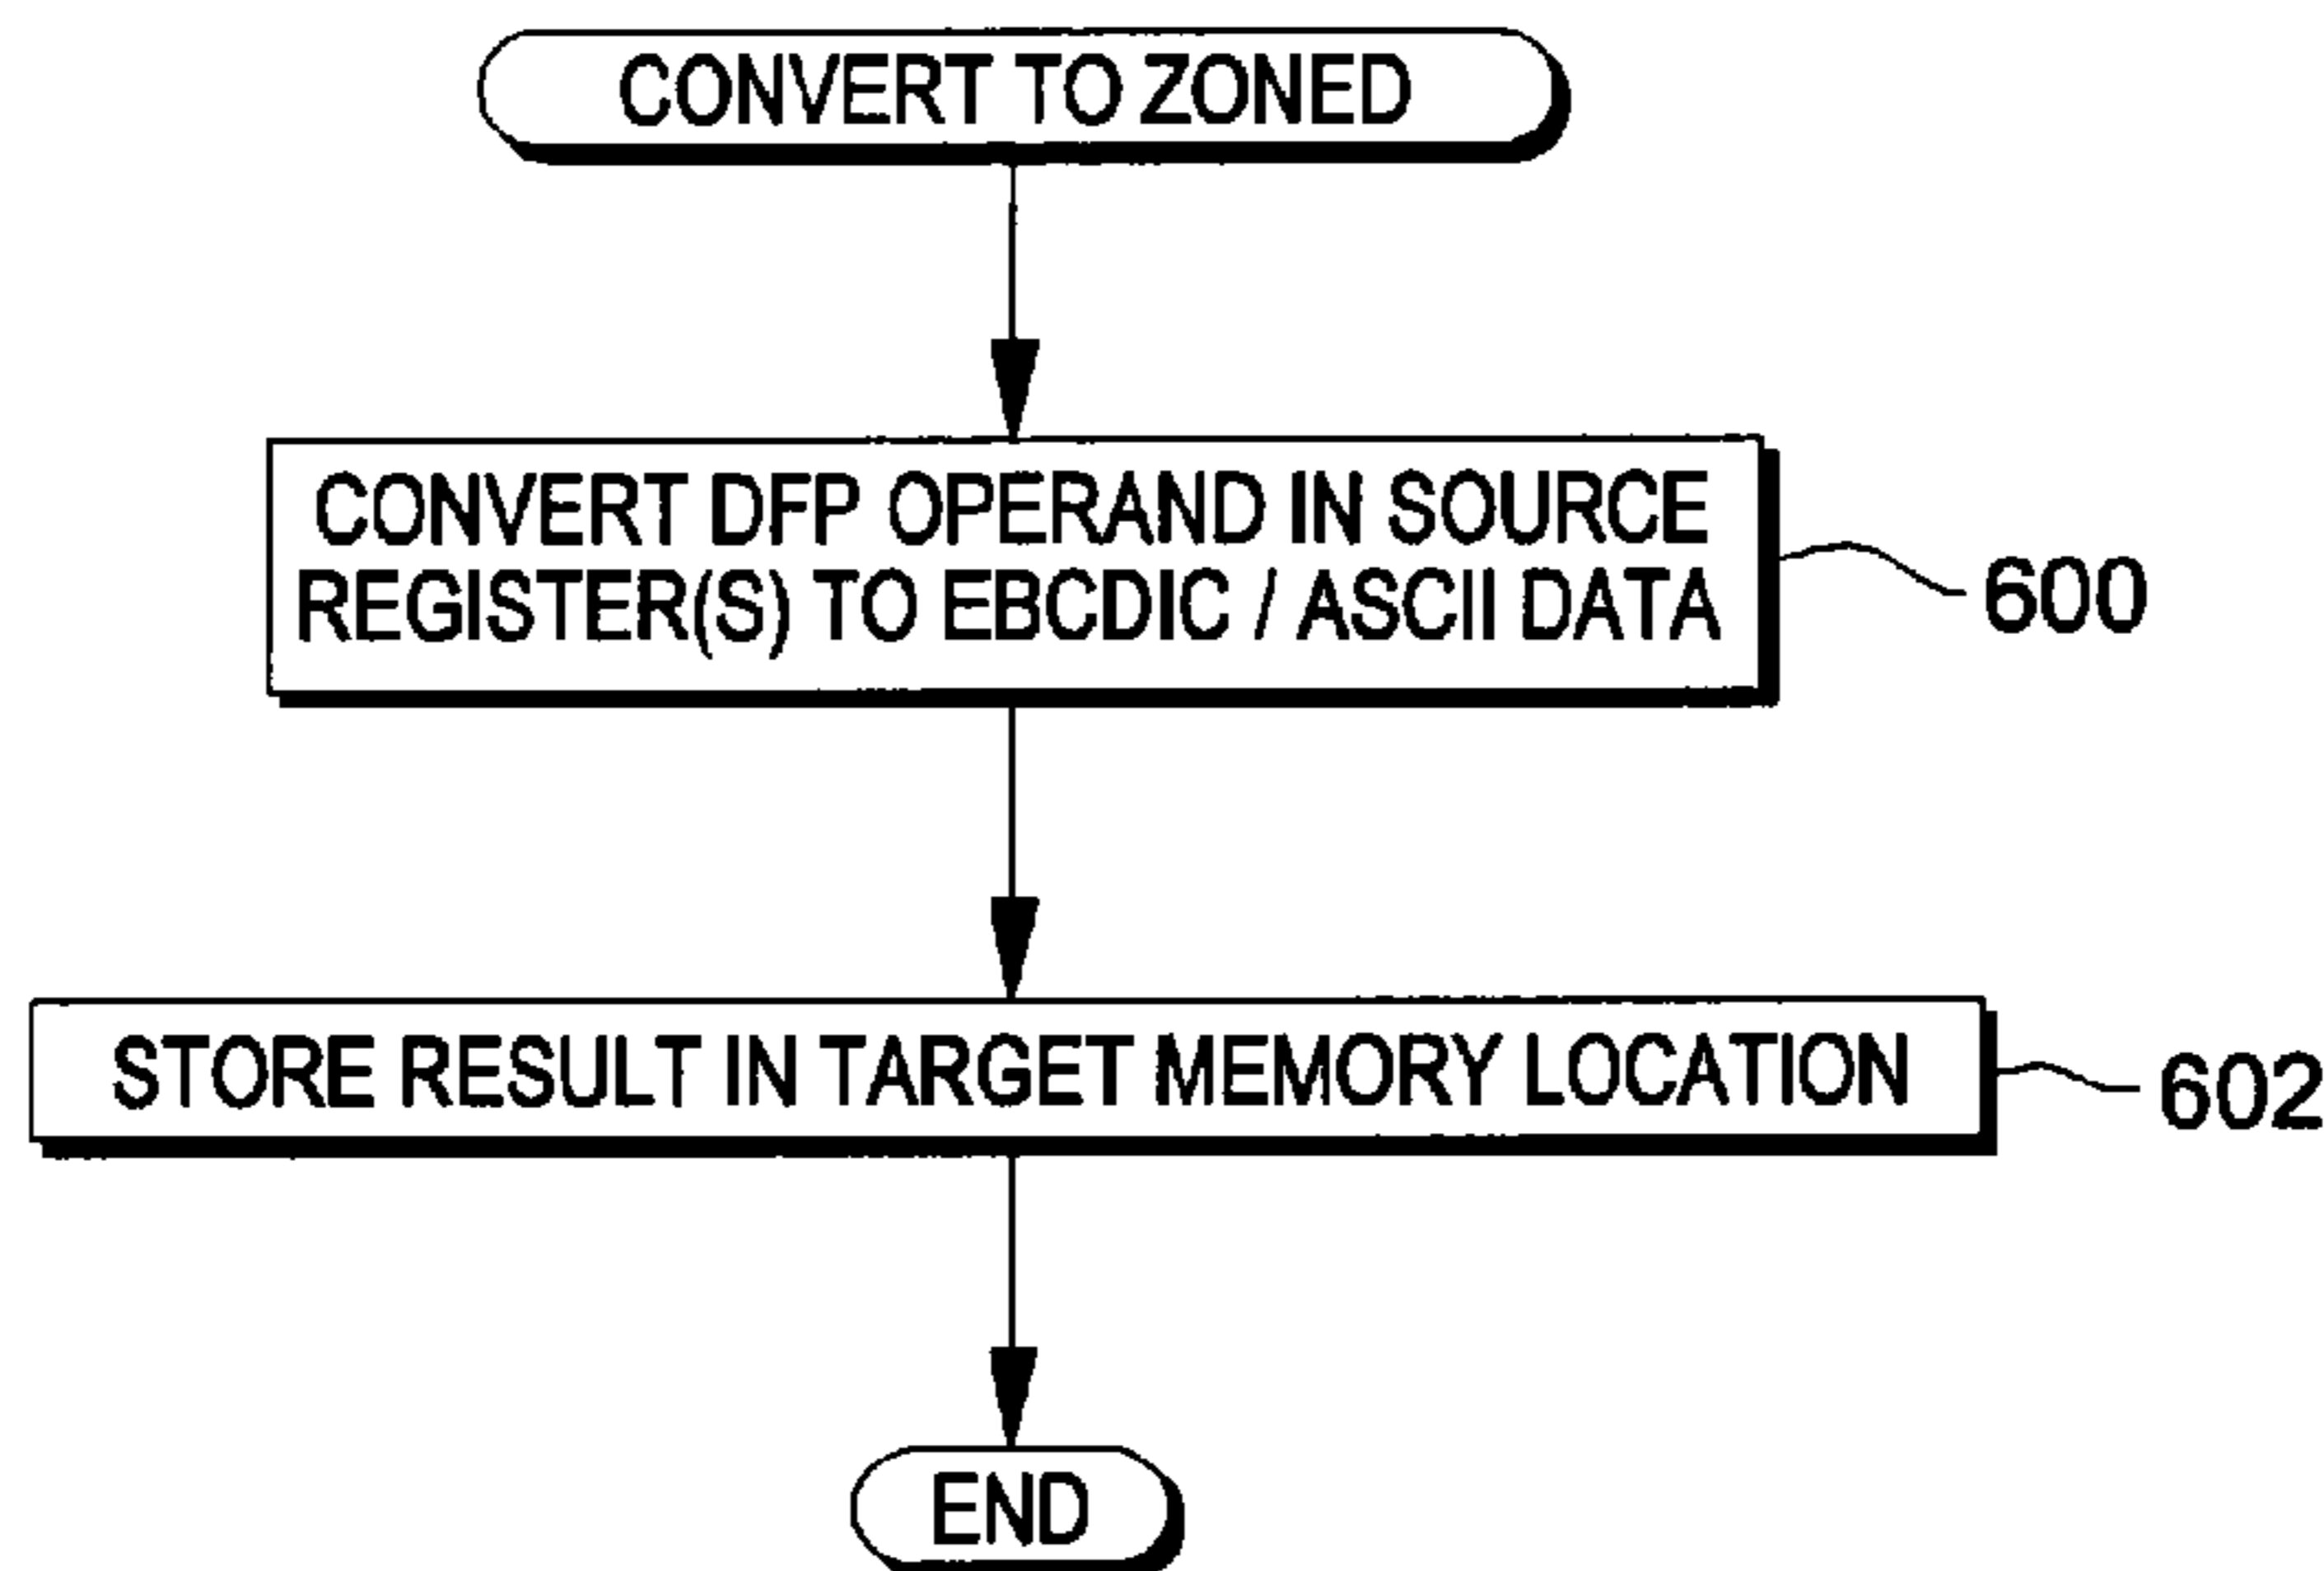 CONVERT TO ZONED
CONVERT DFP OPERAND IN SOURCE
REGISTER(S) TO EBCDIC / ASCII DATA
600
STORE RESULT IN TARGET MEMORY LOCATION
602
END